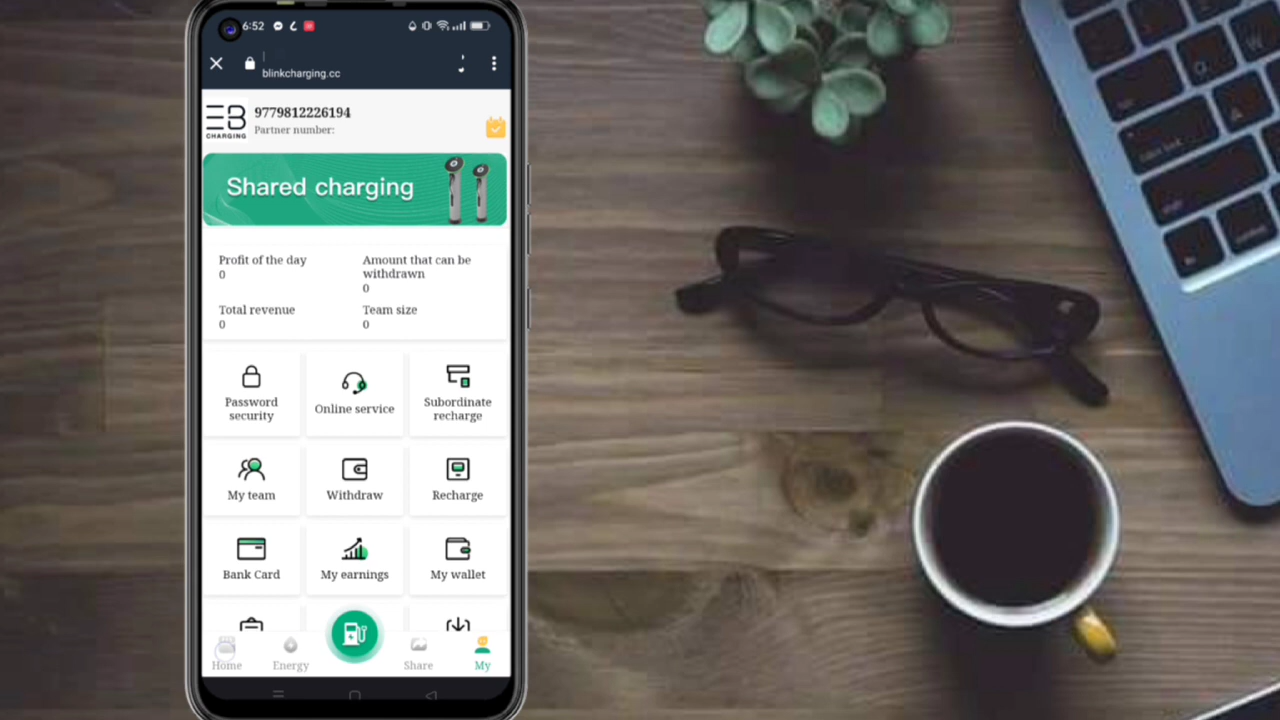 6:52
blinkcharging.cc
EB
CHARGING
9779812226194
Partner number:
Shared charging
Profit of the day
0
Amount that can be
withdrawn
0
Total revenue
0
Team size
0
Password
security
Online service
Subordinate
recharge
My team
Withdraw
Recharge
Bank Card
My earnings
My wallet
Home
Energy
Share
My